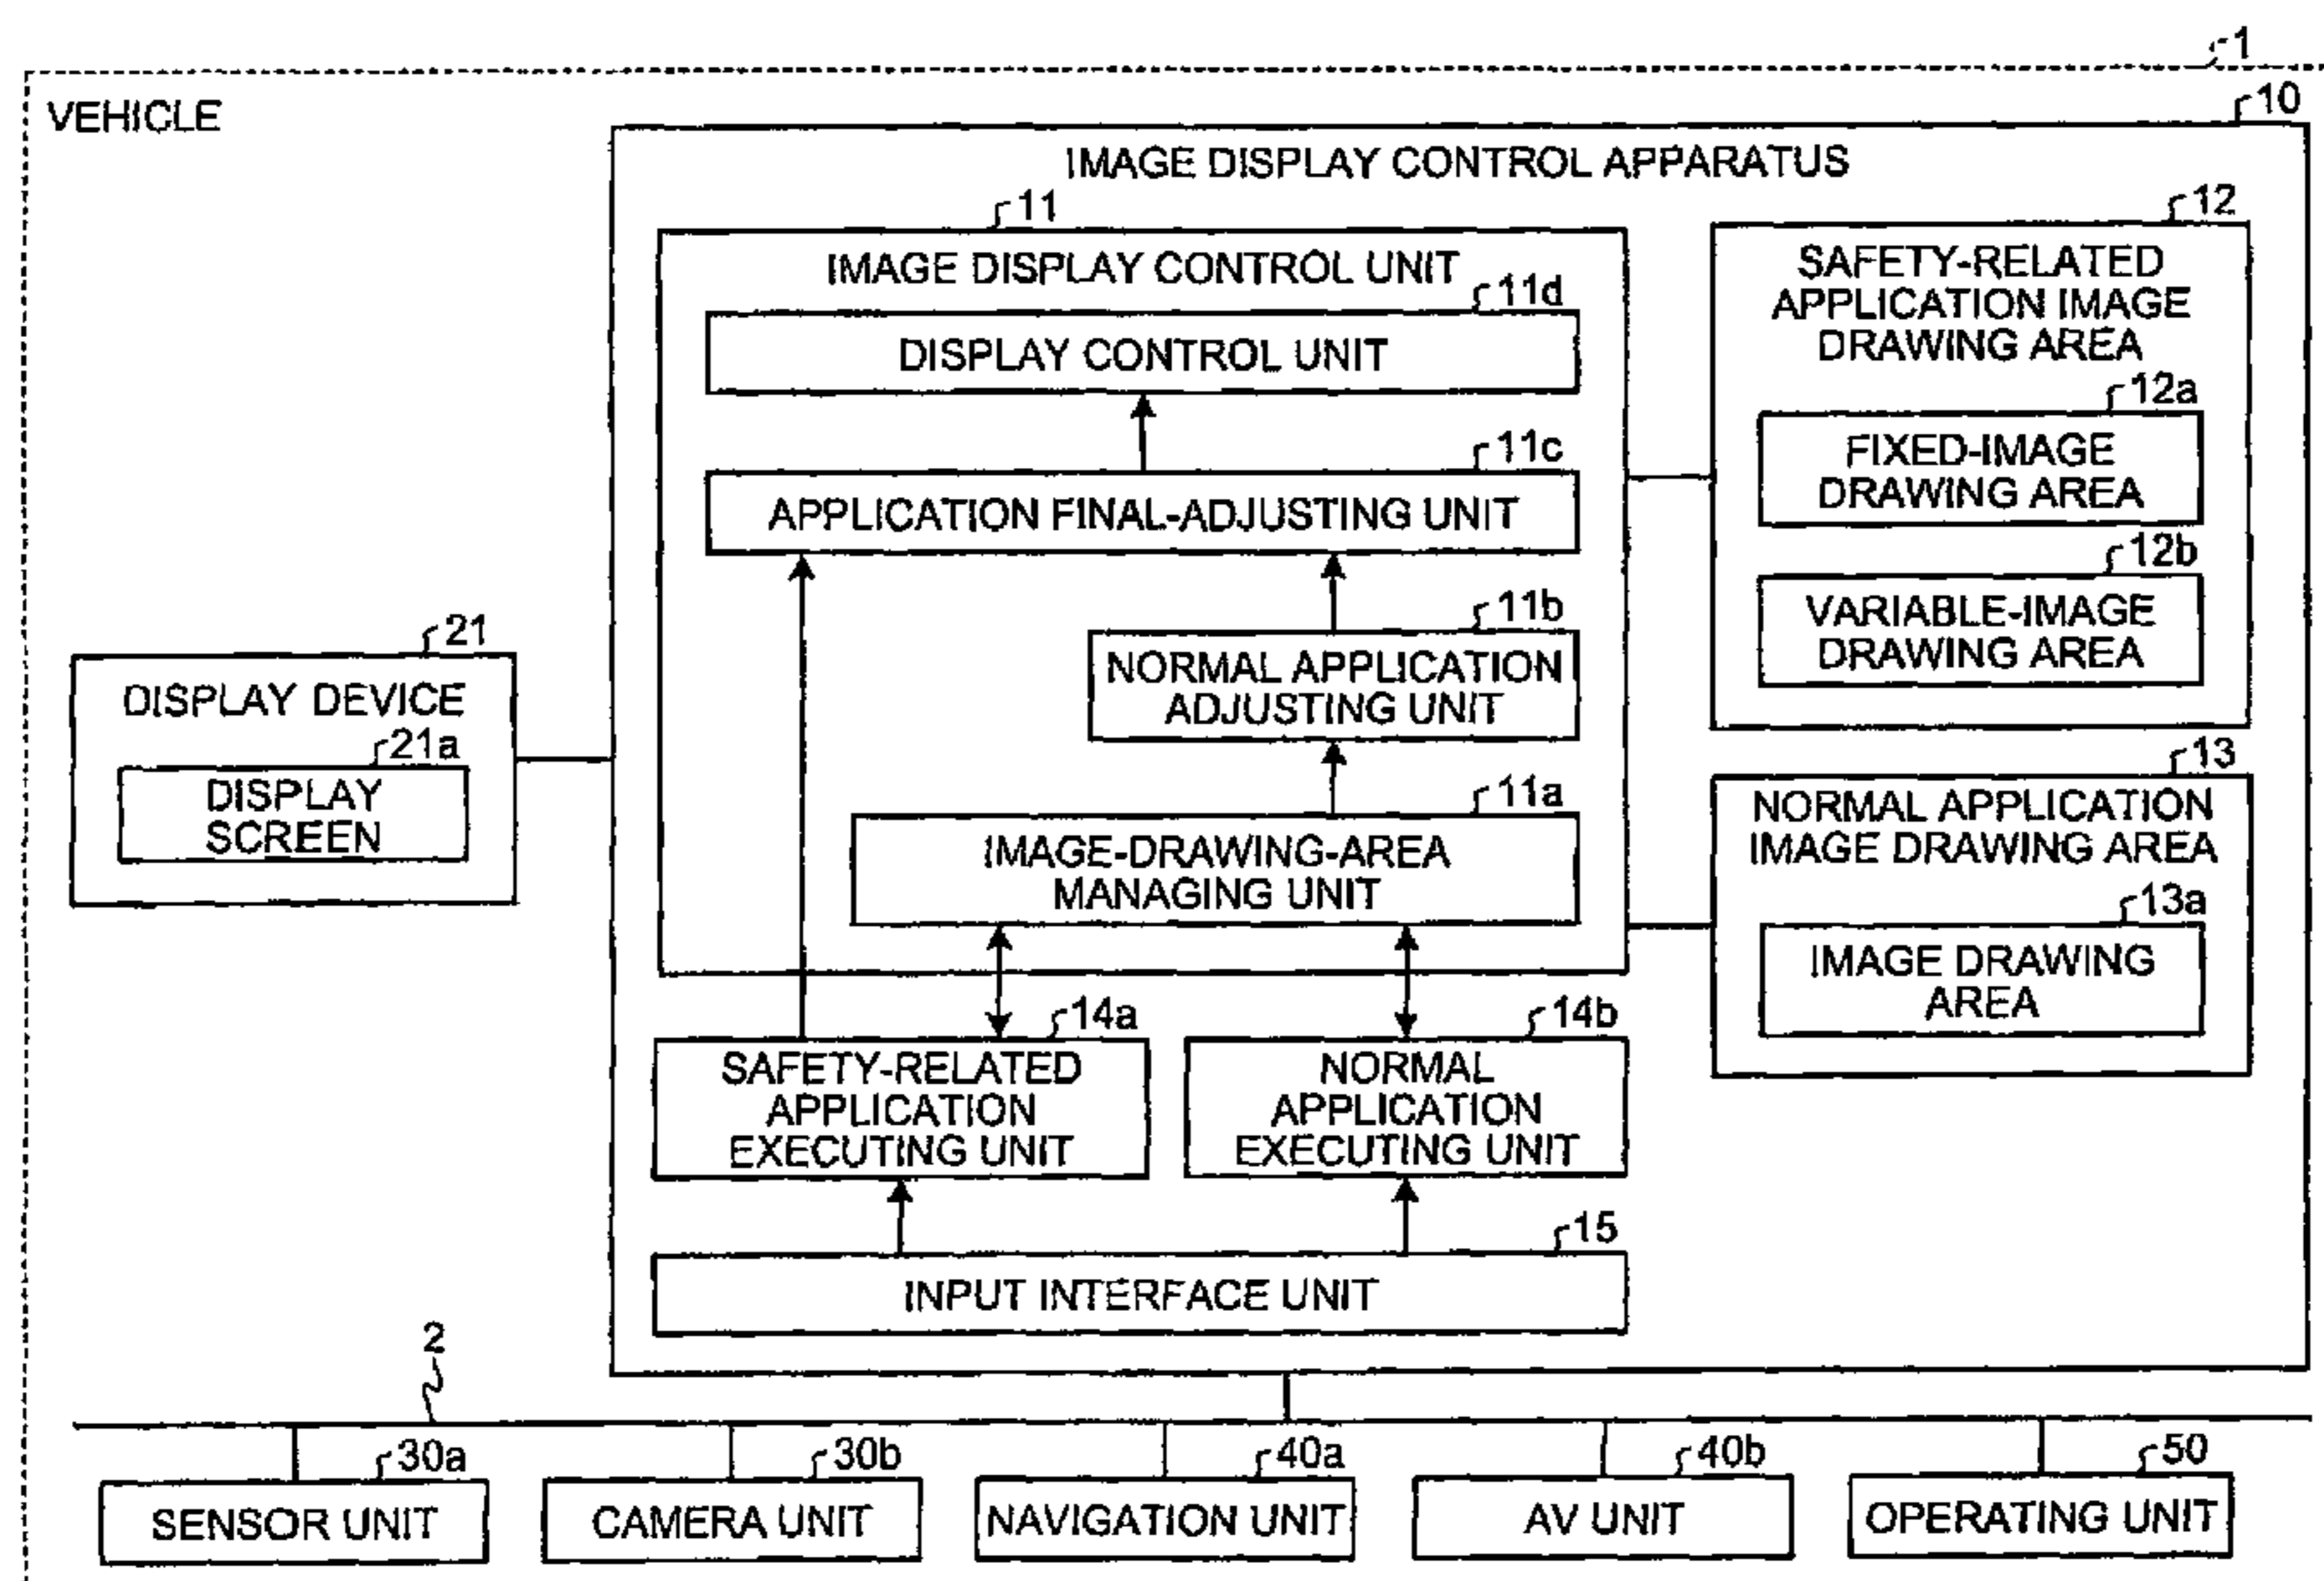 1
VEHICLE
10
IMAGE DISPLAY CONTROL APPARATUS
11
IMAGE DISPLAY CONTROL UNIT
11d
DISPLAY CONTROL UNIT
11c
APPLICATION FINAL-ADJUSTING UNIT
11b
NORMAL APPLICATION
ADJUSTING UNIT
11a
IMAGE-DRAWING-AREA
MANAGING UNIT
12
SAFETY-RELATED
APPLICATION IMAGE
DRAWING AREA
12a
FIXED-IMAGE
DRAWING AREA
12b
VARIABLE-IMAGE
DRAWING AREA
21
DISPLAY DEVICE
21a
DISPLAY
SCREEN
13
NORMAL APPLICATION
IMAGE DRAWING AREA
13a
IMAGE DRAWING
AREA
14a
SAFETY-RELATED
APPLICATION
EXECUTING UNIT
14b
NORMAL
APPLICATION
EXECUTING UNIT
15
INPUT INTERFACE UNIT
2
30a
SENSOR UNIT
30b
CAMERA UNIT
40a
NAVIGATION UNIT
40b
AV UNIT
50
OPERATING UNIT